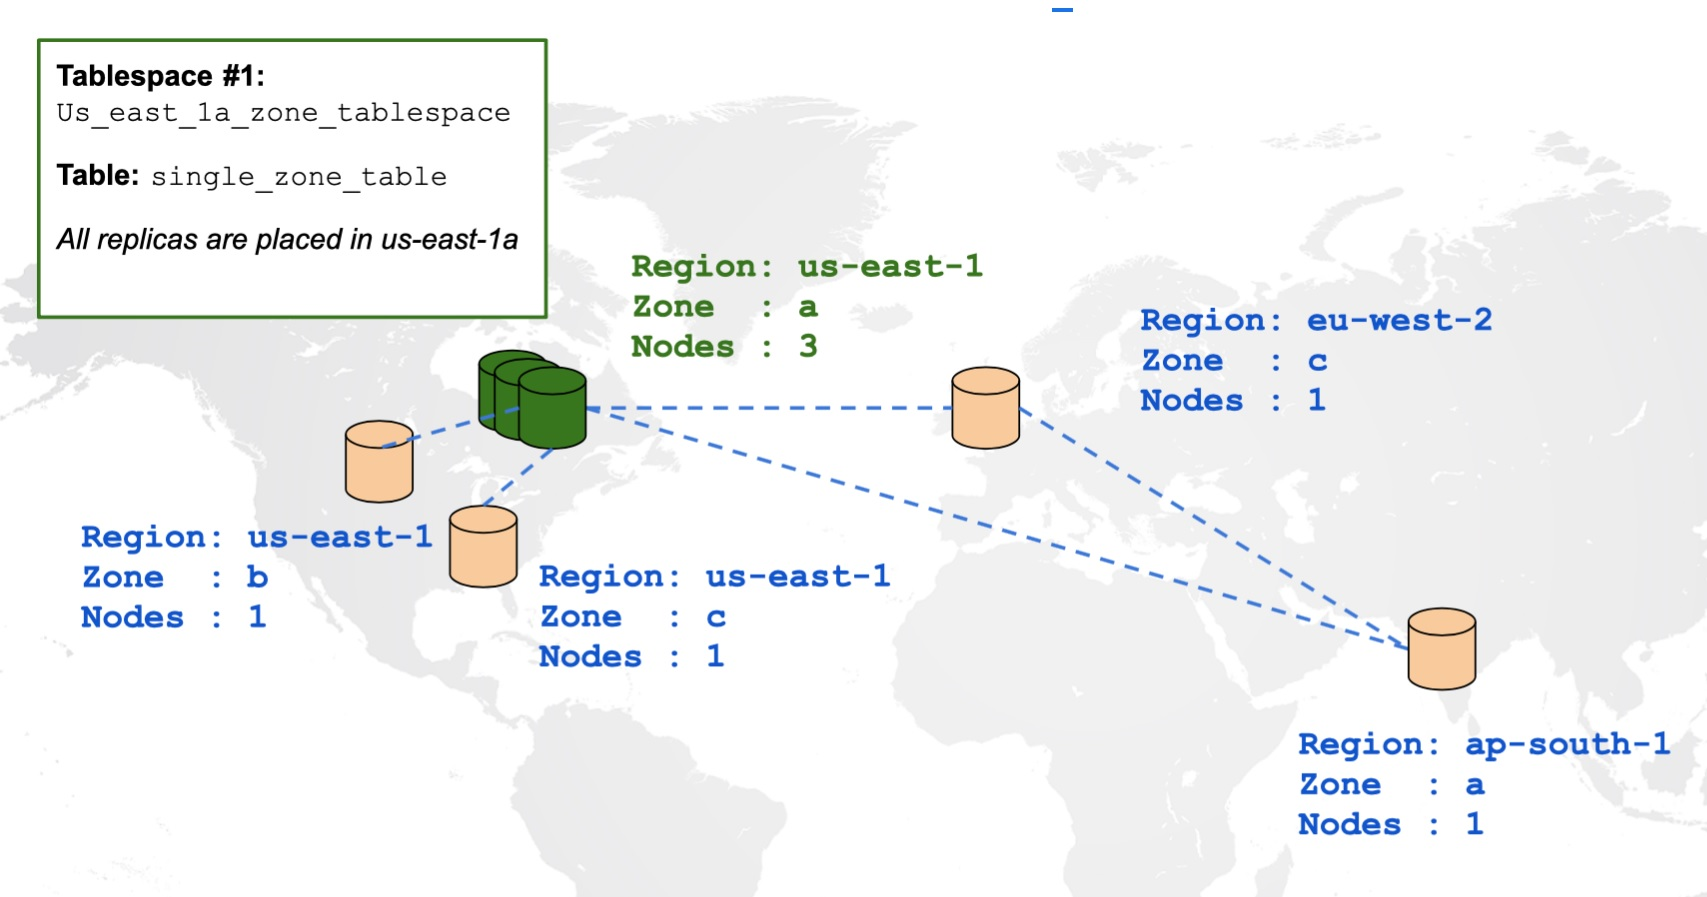 Tablespace #1:
Us_east_1a_zone_tablespace
Table: single_zone_table
All replicas are placed in us-east-1a
Region: us-east-1
Zone : a
Nodes : 3
Region: eu-west-2
Zone : c
Nodes : 1
Region: us-east-1
Zone : b
Nodes : 1
Region: us-east-1
Zone : c
Nodes : 1
Region: ap-south-1
Zone : a
Nodes : 1